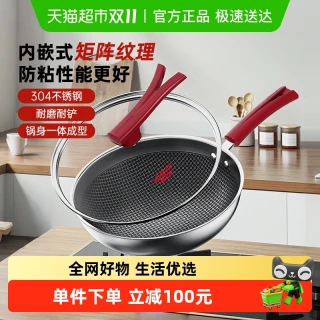 天猫超市双11 官方正品 极速送达
内嵌式矩阵纹理
防粘性能更好
304不锈钢
耐磨耐铲
锅身一体成型
全网好物 生活优选
单件下单 立减100元